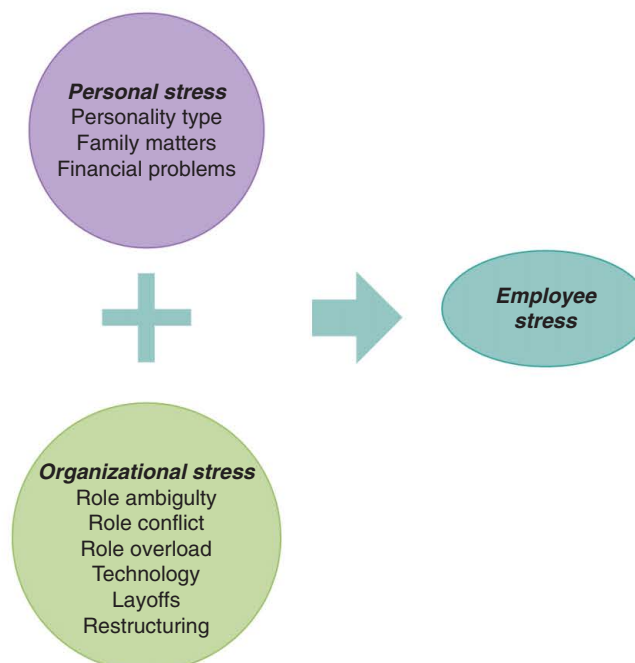 Personal stress
Personality type
Family matters
Financial problems
Employee
stress
Organizational stress
Role ambigulty
Role conflict
Role overload
Technology
Layoffs
Restructuring